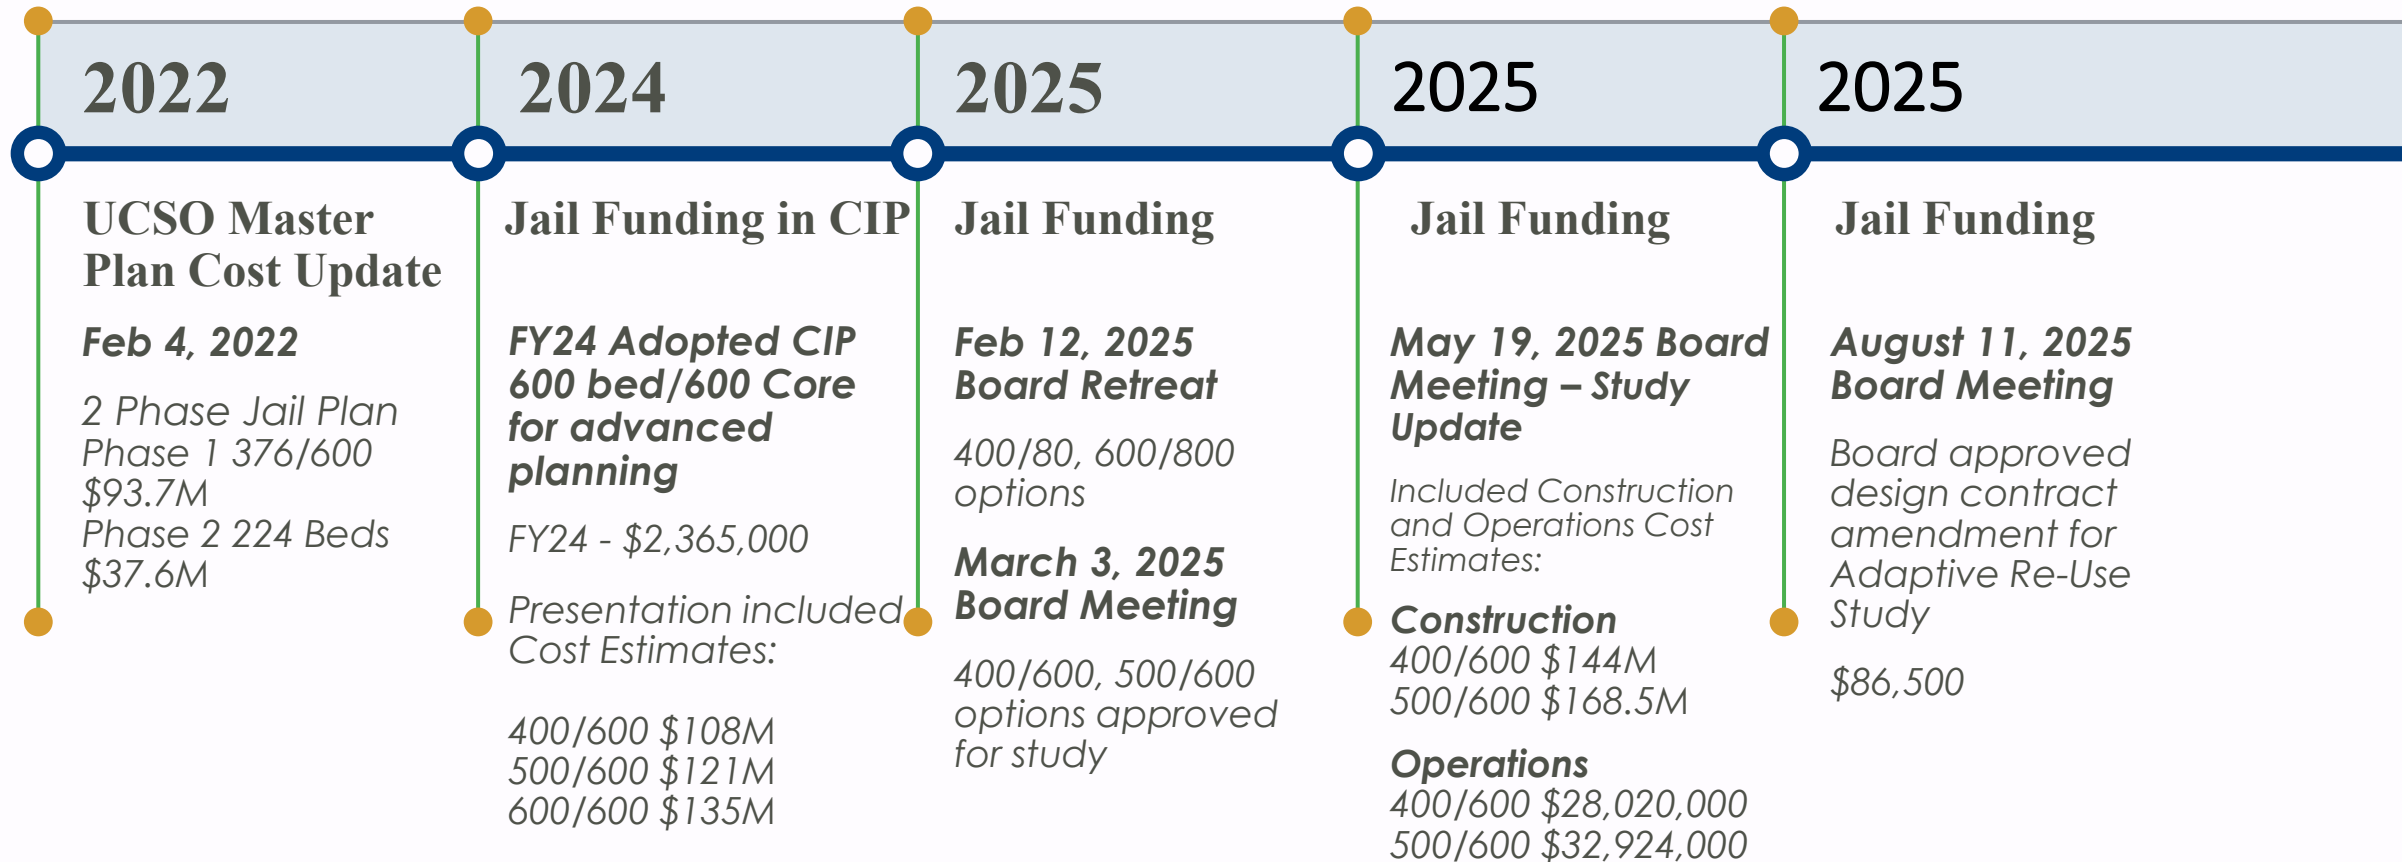 2022
UCSO Master
Plan Cost Update
Feb 4, 2022
2 Phase Jail Plan
Phase 1 376/600
$93.7M
Phase 2 224 Beds
$37.6M
2024
Jail Funding in CIP
FY24 Adopted CIP
600 bed/600 Core
for advanced
planning
FY24 - $2,365,000
Presentation included
Cost Estimates:
400/600 $108M
500/600 $121M
600/600 $135M
2025
Jail Funding
Feb 12, 2025
Board Retreat
400/80, 600/800
options
March 3, 2025
Board Meeting
400/600, 500/600
options approved
for study
2025
Jail Funding
May 19, 2025 Board
Meeting – Study
Update
Included Construction
and Operations Cost
Estimates:
Construction
400/600 $144M
500/600 $168.5M
Operations
400/600 $28,020,000
500/600 $32,924,000
2025
Jail Funding
August 11, 2025
Board Meeting
Board approved
design contract
amendment for
Adaptive Re-Use
Study
$86,500